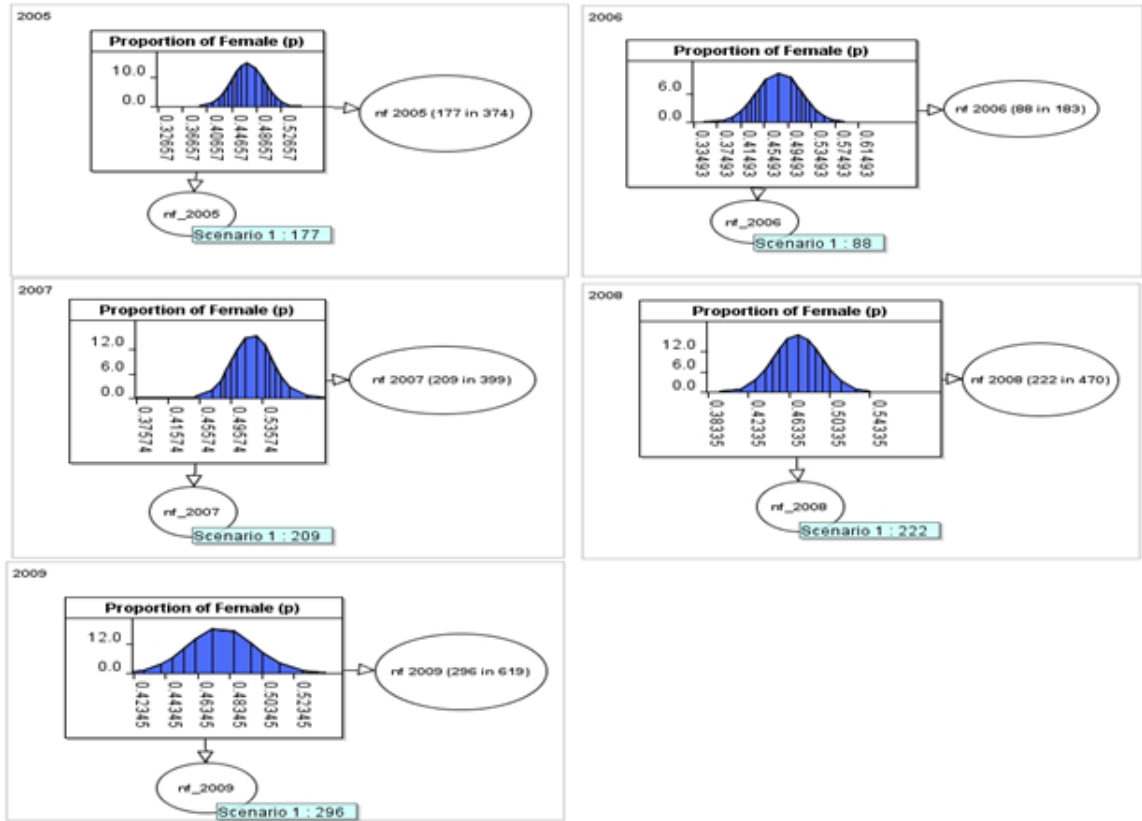 2005
Proportion of Female (p)
10.0
0.0
0.32657
0.36657
0.40657
0.44657
0.48657
0.52657
nf 2005 (177 in 374)
nf_2005
Scenario 1 : 177
2006
Proportion of Female (p)
6.0
0.0
0.33493
0.37493
0.41493
0.45493
0.49493
0.53493
0.57493
0.61493
nf 2006 (88 in 183)
nf_2006
Scenario 1 : 88
2007
Proportion of Female (p)
12.0
6.0
0.0
0.37574
0.41574
0.45574
0.49574
0.53574
nf 2007 (209 in 399)
nf_2007
Scenario 1 : 209
2008
Proportion of Female (p)
12.0
6.0
0.0
0.38335
0.42335
0.46335
0.50335
0.54335
nf 2008 (222 in 470)
nf_2008
Scenario 1 : 222
2009
Proportion of Female (p)
12.0
0.0
0.42345
0.44345
0.46345
0.48345
0.50345
0.52345
nf 2009 (296 in 619)
nf_2009
Scenario 1 : 296